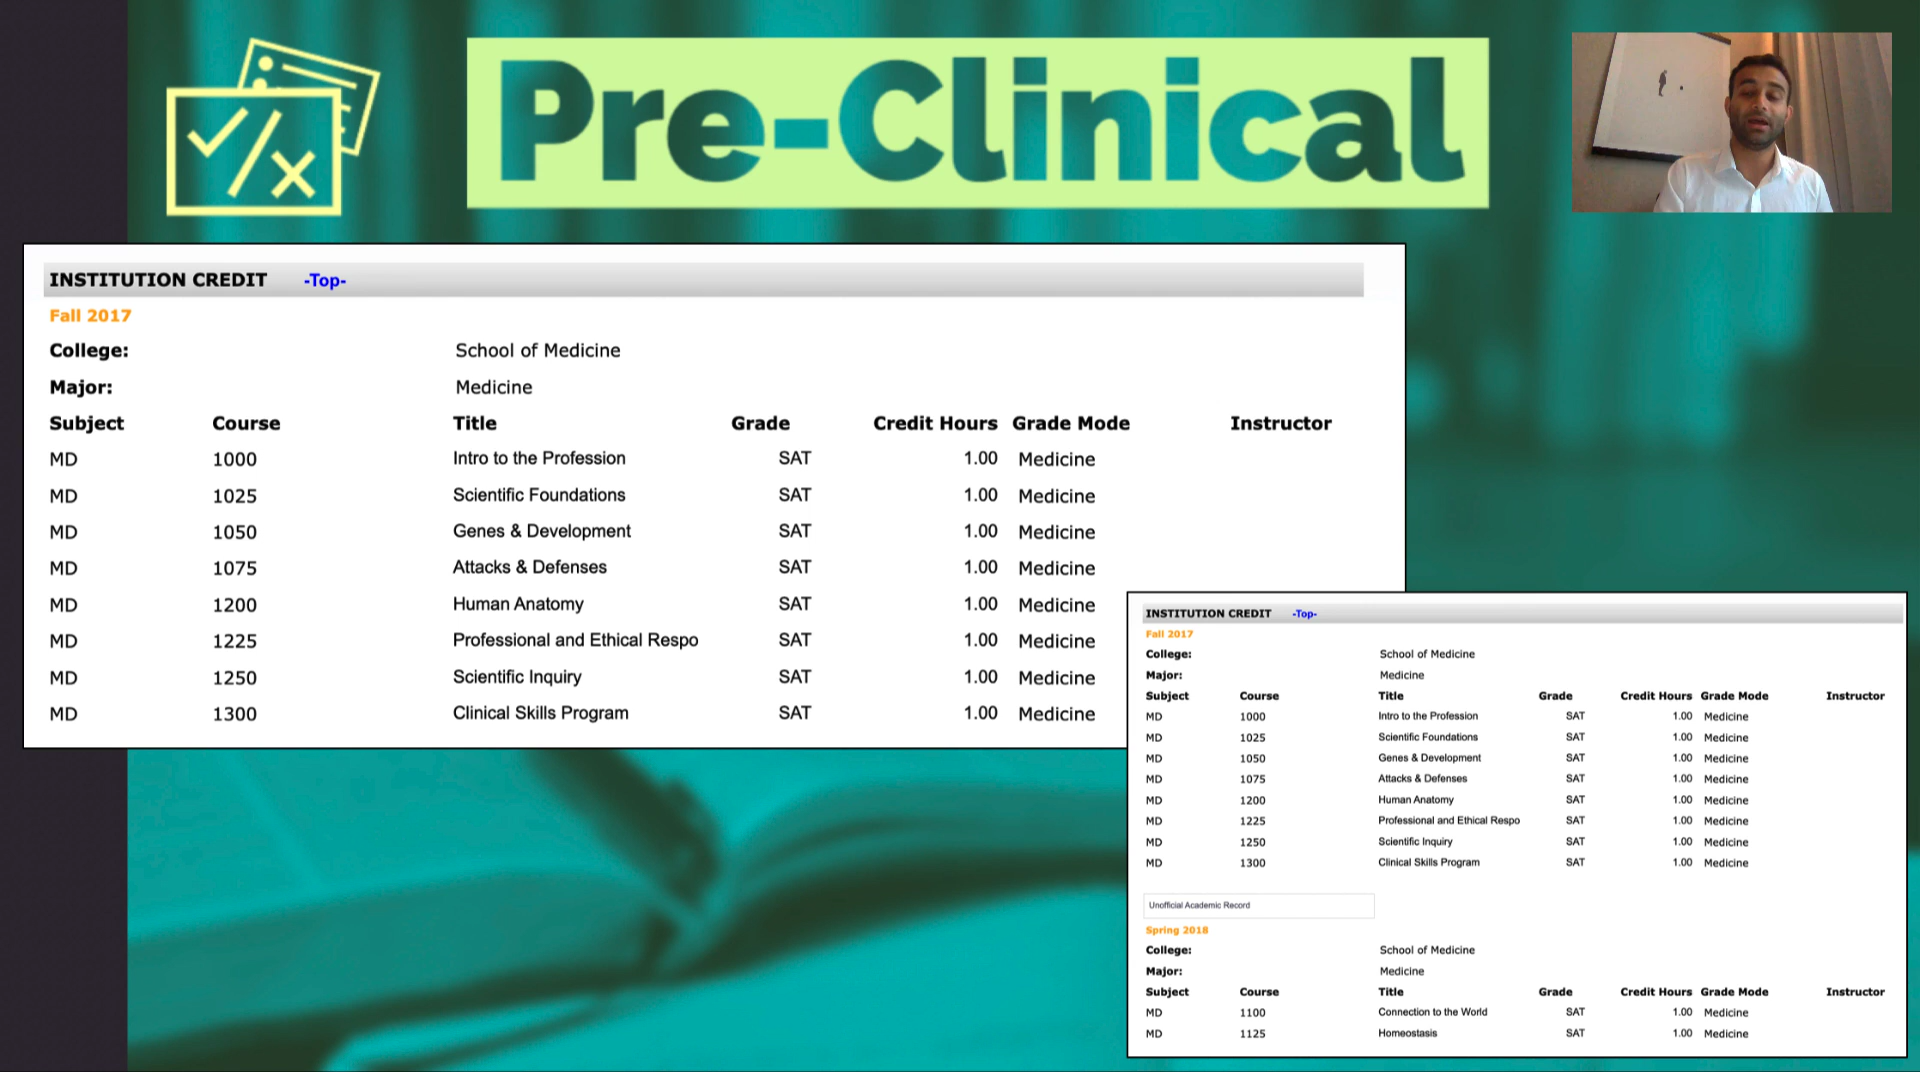 Pre-Clinical
INSTITUTION CREDIT -Top-
Fall 2017
College: School of Medicine
Major: Medicine
Subject Course Title Grade Credit Hours Grade Mode Instructor
MD 1000 Intro to the Profession SAT 1.00 Medicine
MD 1025 Scientific Foundations SAT 1.00 Medicine
MD 1050 Genes & Development SAT 1.00 Medicine
MD 1075 Attacks & Defenses SAT 1.00 Medicine
MD 1200 Human Anatomy SAT 1.00 Medicine
MD 1225 Professional and Ethical Respo SAT 1.00 Medicine
MD 1250 Scientific Inquiry SAT 1.00 Medicine
MD 1300 Clinical Skills Program SAT 1.00 Medicine
INSTITUTION CREDIT -Top-
Fall 2017
College: School of Medicine
Major: Medicine
Subject Course Title Grade Credit Hours Grade Mode Instructor
MD 1000 Intro to the Profession SAT 1.00 Medicine
MD 1025 Scientific Foundations SAT 1.00 Medicine
MD 1050 Genes & Development SAT 1.00 Medicine
MD 1075 Attacks & Defenses SAT 1.00 Medicine
MD 1200 Human Anatomy SAT 1.00 Medicine
MD 1225 Professional and Ethical Respo SAT 1.00 Medicine
MD 1250 Scientific Inquiry SAT 1.00 Medicine
MD 1300 Clinical Skills Program SAT 1.00 Medicine
Unofficial Academic Record
Spring 2018
College: School of Medicine
Major: Medicine
Subject Course Title Grade Credit Hours Grade Mode Instructor
MD 1100 Connection to the World SAT 1.00 Medicine
MD 1125 Homeostasis SAT 1.00 Medicine